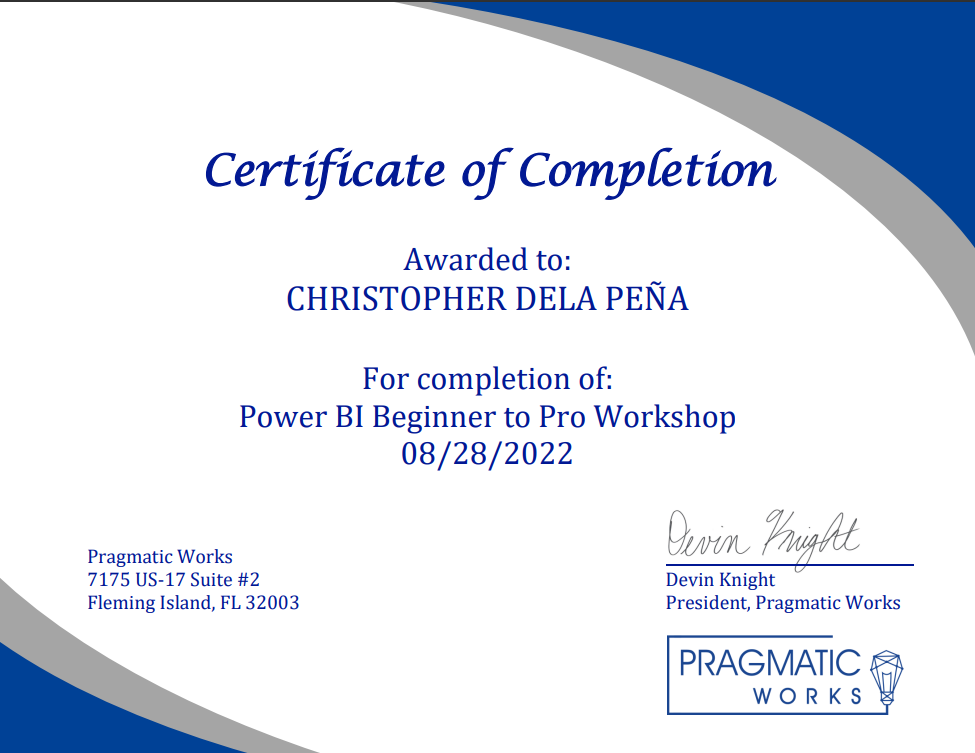 Certificate of Completion
Awarded to:
CHRISTOPHER DELA PEÑA
For completion of:
Power BI Beginner to Pro Workshop
08/28/2022
Pragmatic Works
7175 US-17 Suite #2
Fleming Island, FL 32003
Devin Knight
Devin Knight
President, Pragmatic Works
PRAGMATIC
WORKS